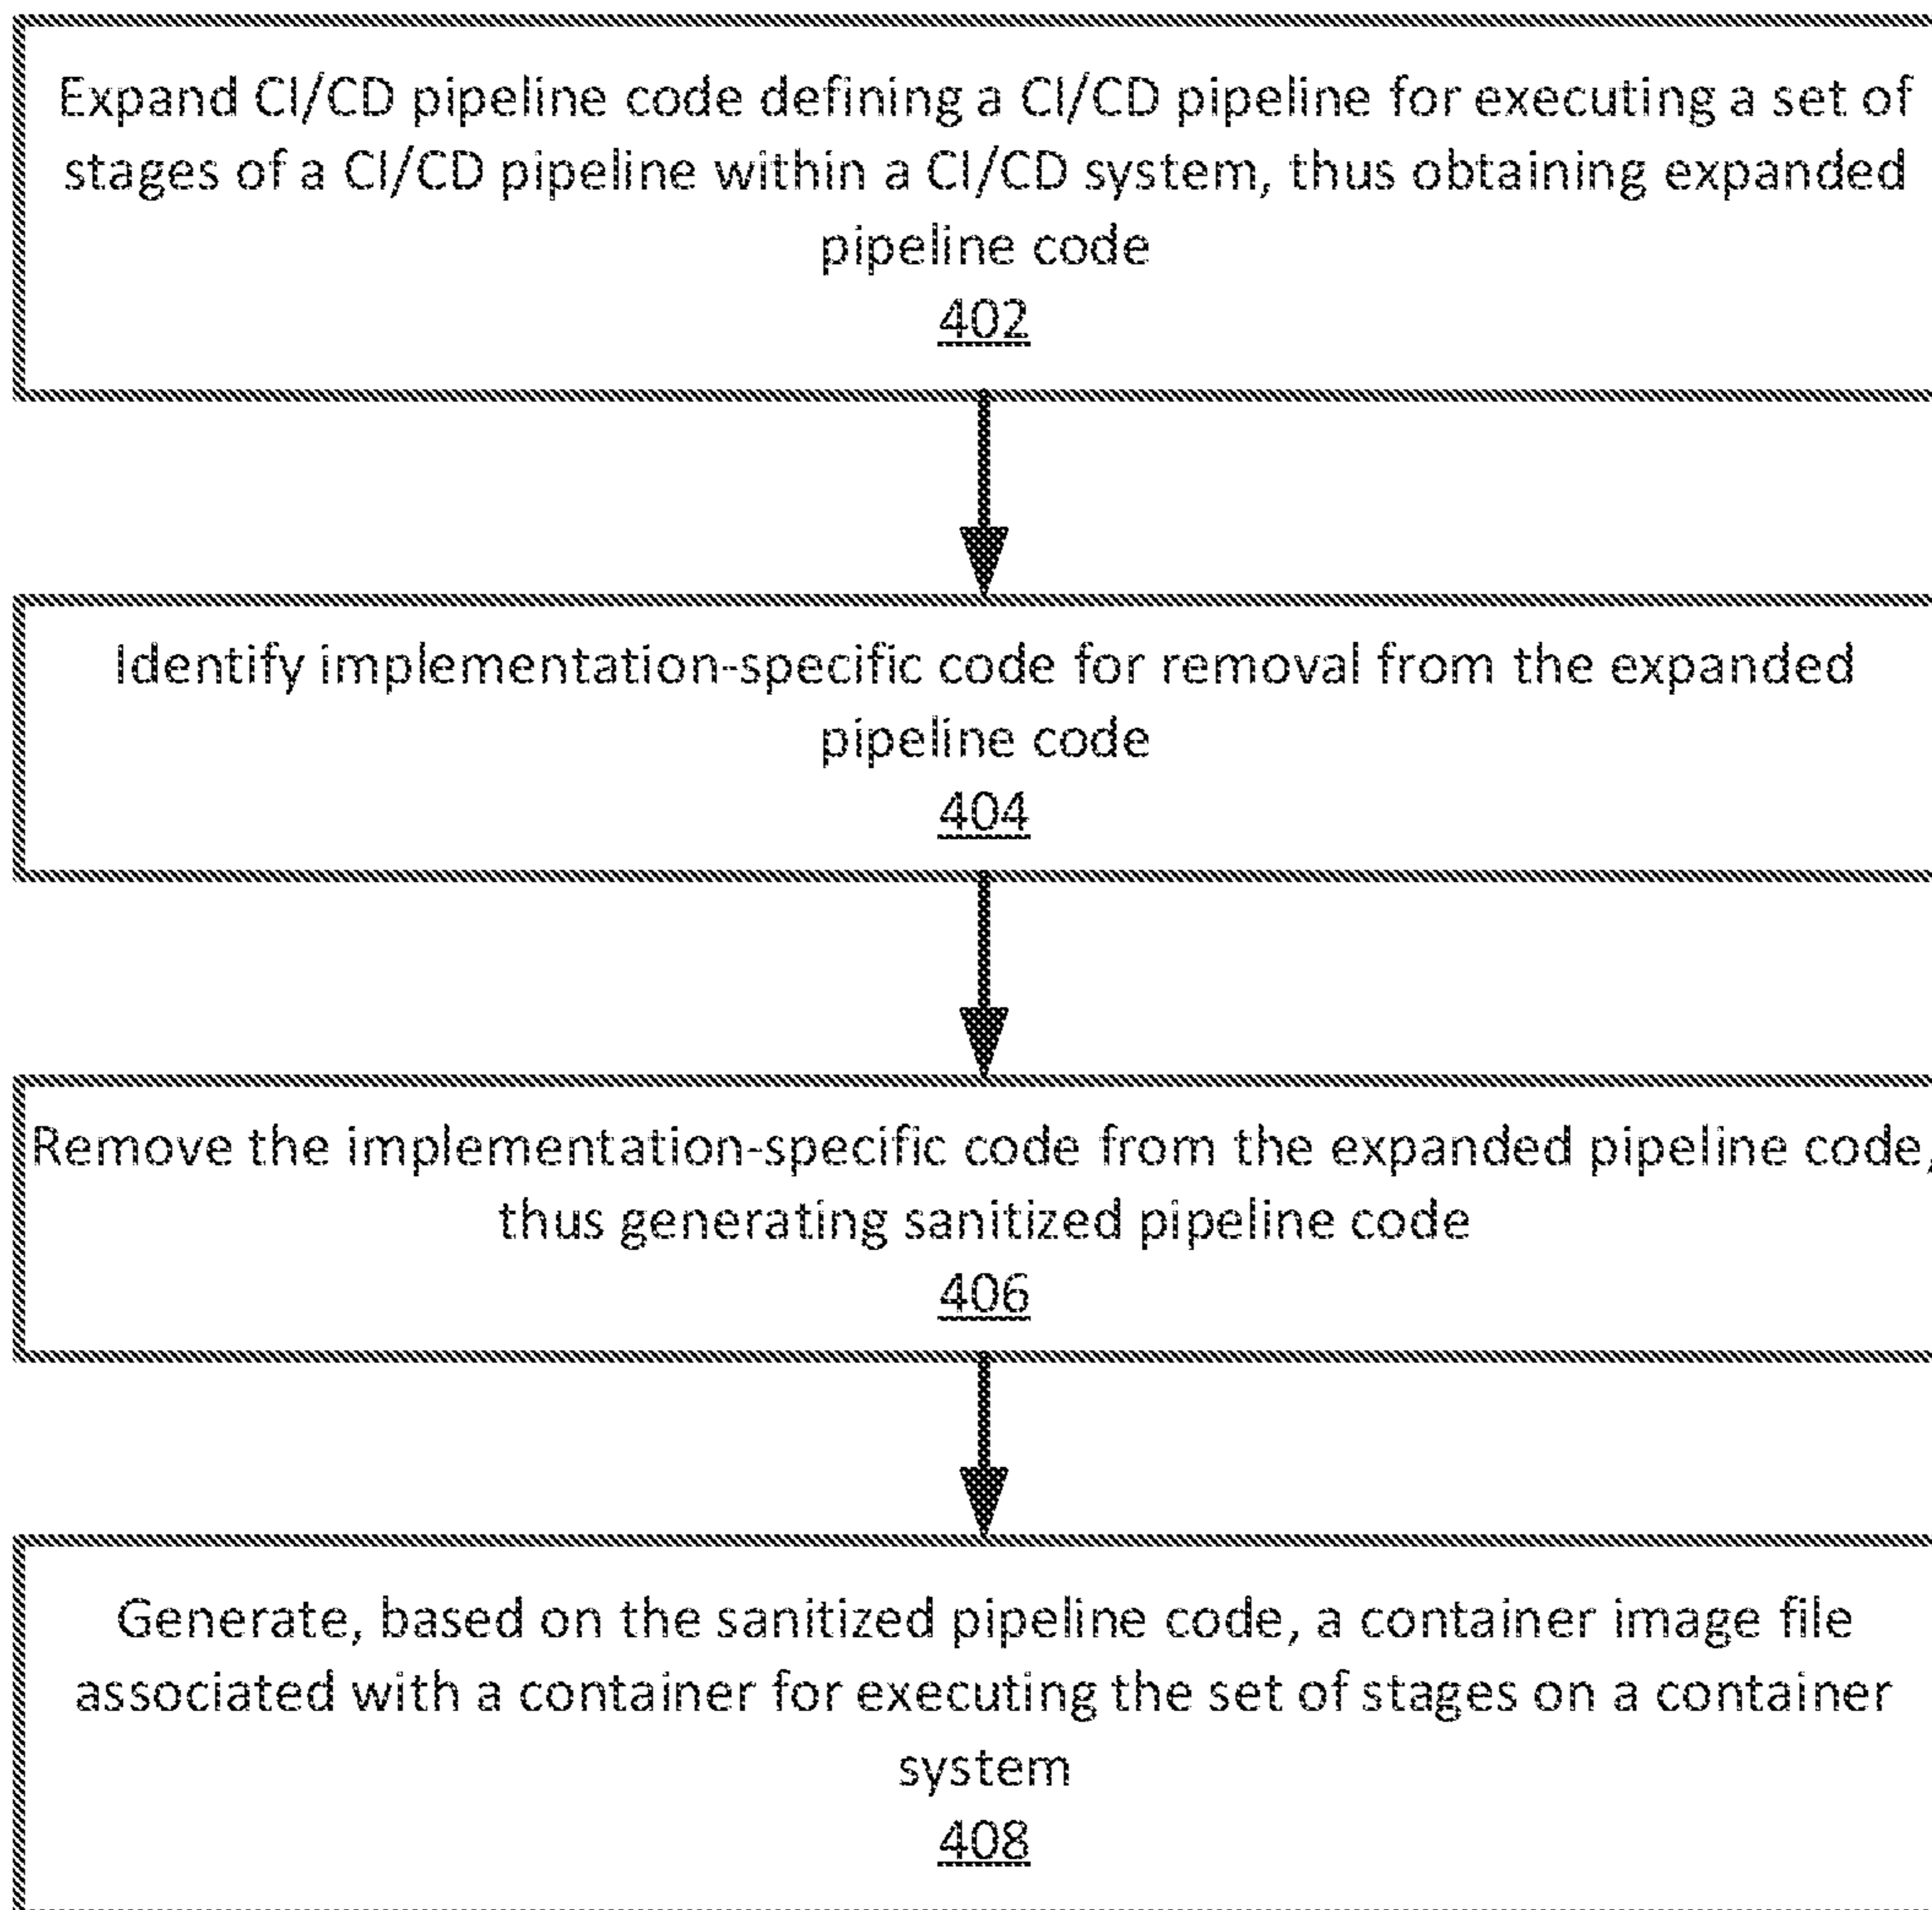 Expand CI/CD pipeline code defining a CI/CD pipeline for executing a set of
stages of a CI/CD pipeline within a CI/CD system, thus obtaining expanded
pipeline code
402
Identify implementation-specific code for removal from the expanded
pipeline code
404
Remove the implementation-specific code from the expanded pipeline code,
thus generating sanitized pipeline code
406
Generate, based on the sanitized pipeline code, a container image file
associated with a container for executing the set of stages on a container
system
408